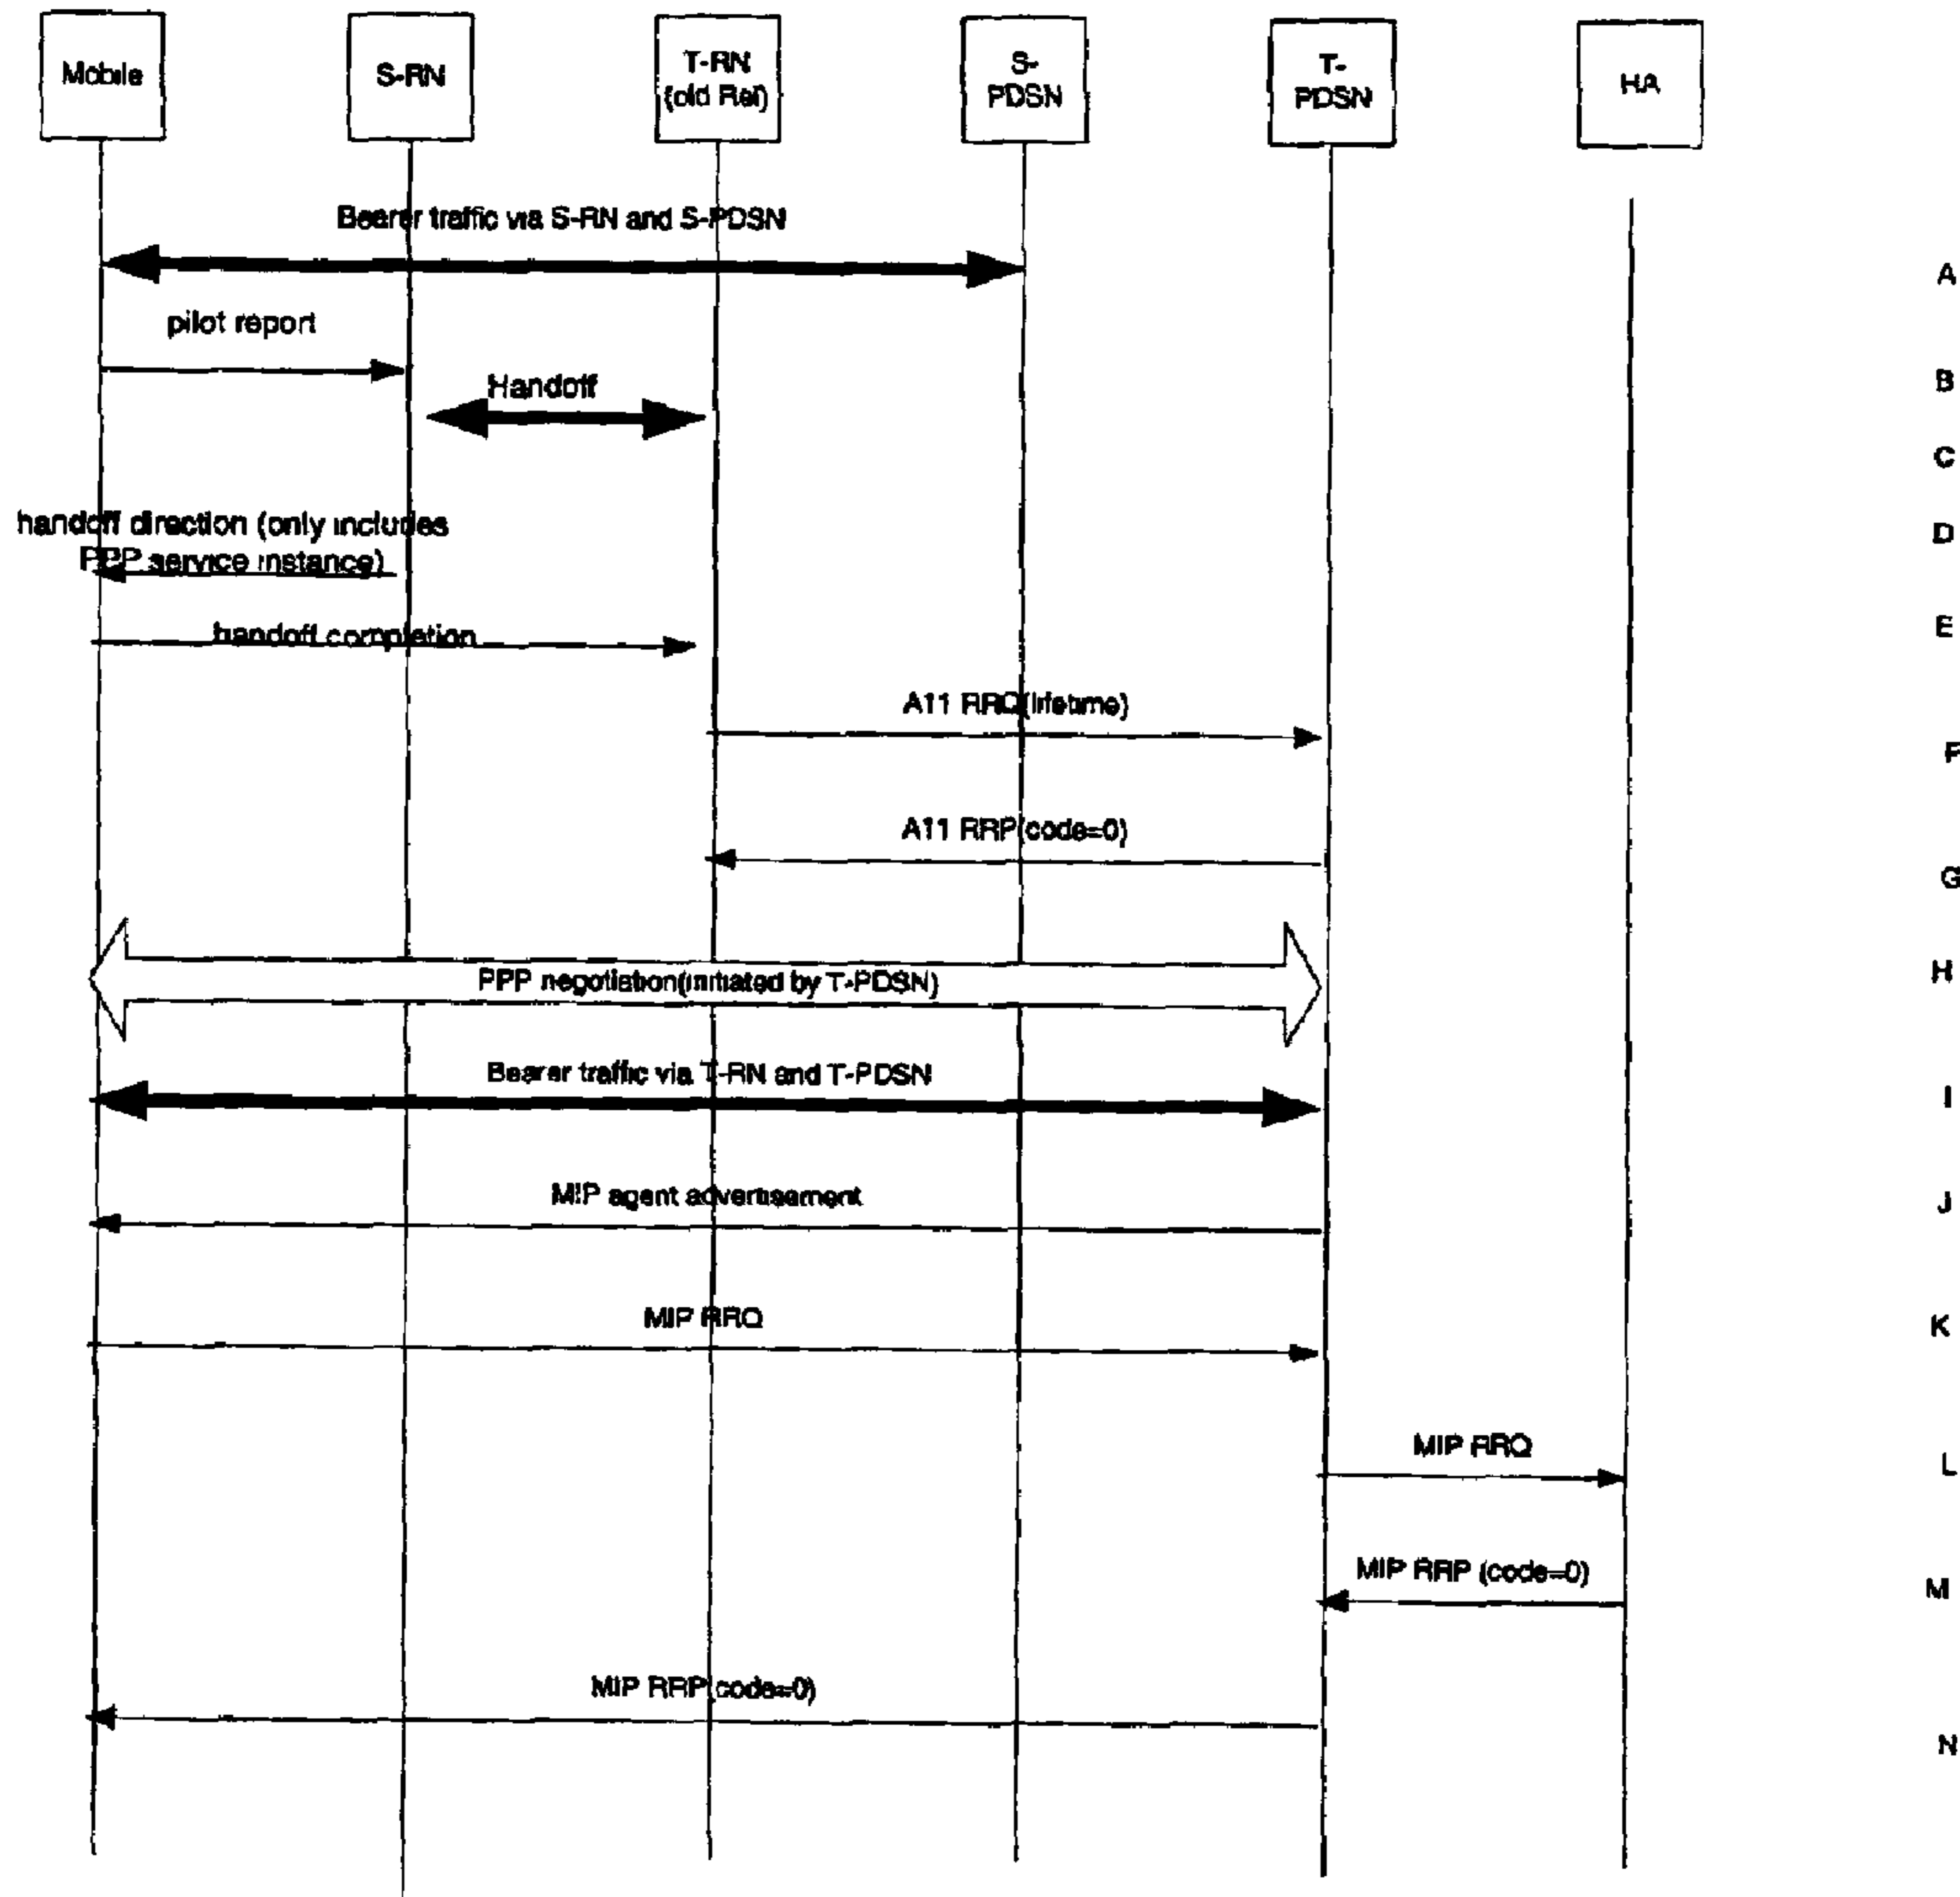 Mobile
S-RN
T-RN
(old Rel)
S-
PDSN
T-
PDSN
HA
Bearer traffic via S-RN and S-PDSN
A
pilot report
B
Handoff
C
handoff direction (only includes
PPP service instance)
D
handoff completion
E
A11 RRQ(lifetime)
F
A11 RRP(code=0)
G
PPP negotiation(initiated by T-PDSN)
H
Bearer traffic via T-RN and T-PDSN
I
MIP agent advertisement
J
MIP RRQ
K
MIP RRQ
L
MIP RRP (code=0)
M
MIP RRP(code=0)
N